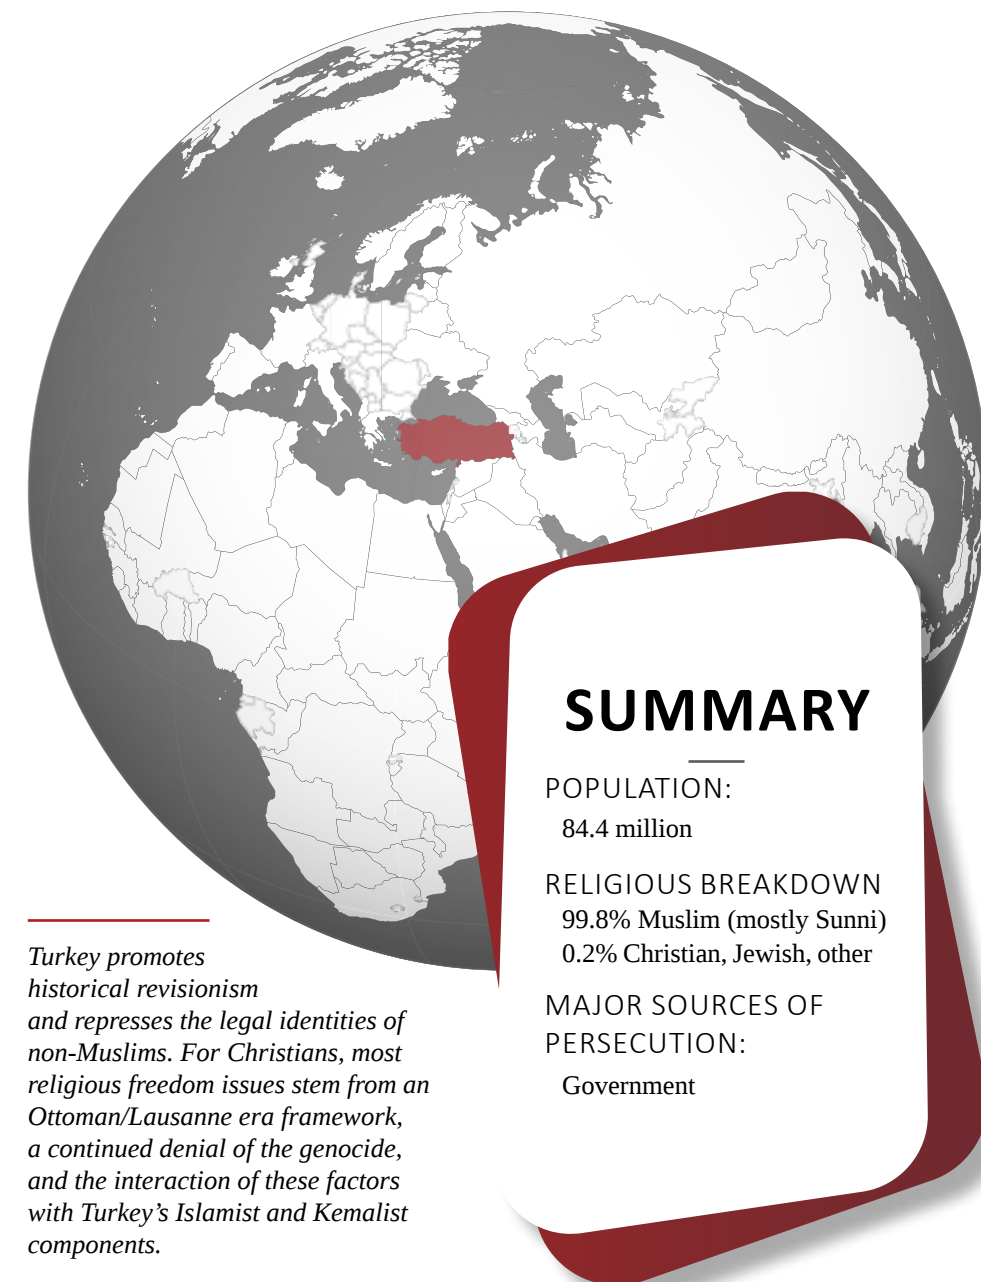 SUMMARY
POPULATION:
84.4 million
RELIGIOUS BREAKDOWN
99.8% Muslim (mostly Sunni)
0.2% Christian, Jewish, other
MAJOR SOURCES OF
PERSECUTION:
Government
Turkey promotes
historical revisionism
and represses the legal identities of
non-Muslims. For Christians, most
religious freedom issues stem from an
Ottoman/Lausanne era framework,
a continued denial of the genocide,
and the interaction of these factors
with Turkey’s Islamist and Kemalist
components.